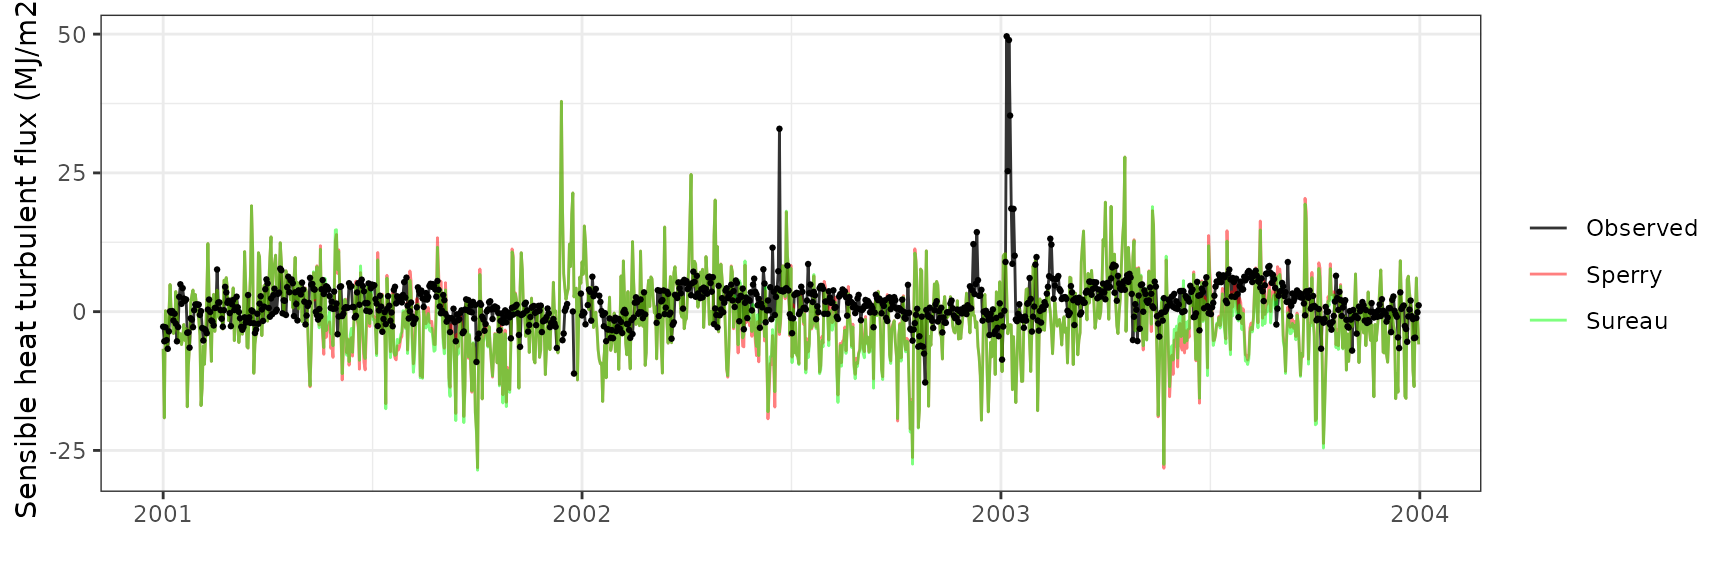 Sensible heat turbulent flux (MJ/m2
50
25
0
-25
2001
2002
2003
2004
Observed
Sperry
Sureau